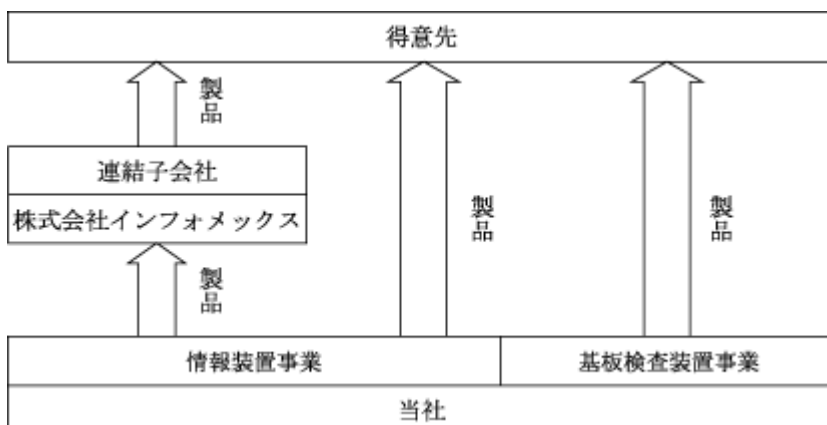 得意先
製品
連結子会社
株式会社インフォメックス
製品
製品
製品
情報装置事業
基板検査装置事業
当社